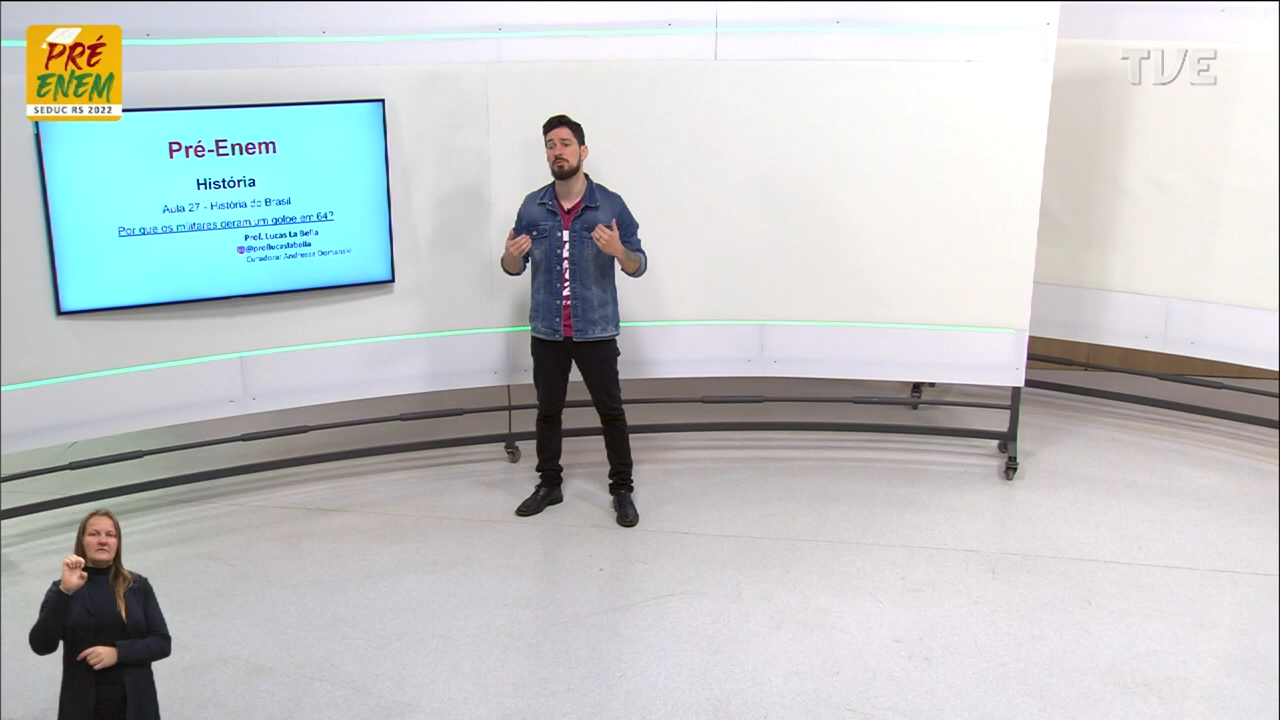 PRÉ
ENEM
SEDUC RS 2022
TVE
Pré-Enem
História
Aula 27 - História do Brasil
Por que os militares deram um golpe em 64?
Prof. Lucas La Bella
@proflucaslabella
Curadora: Andressa Domanski